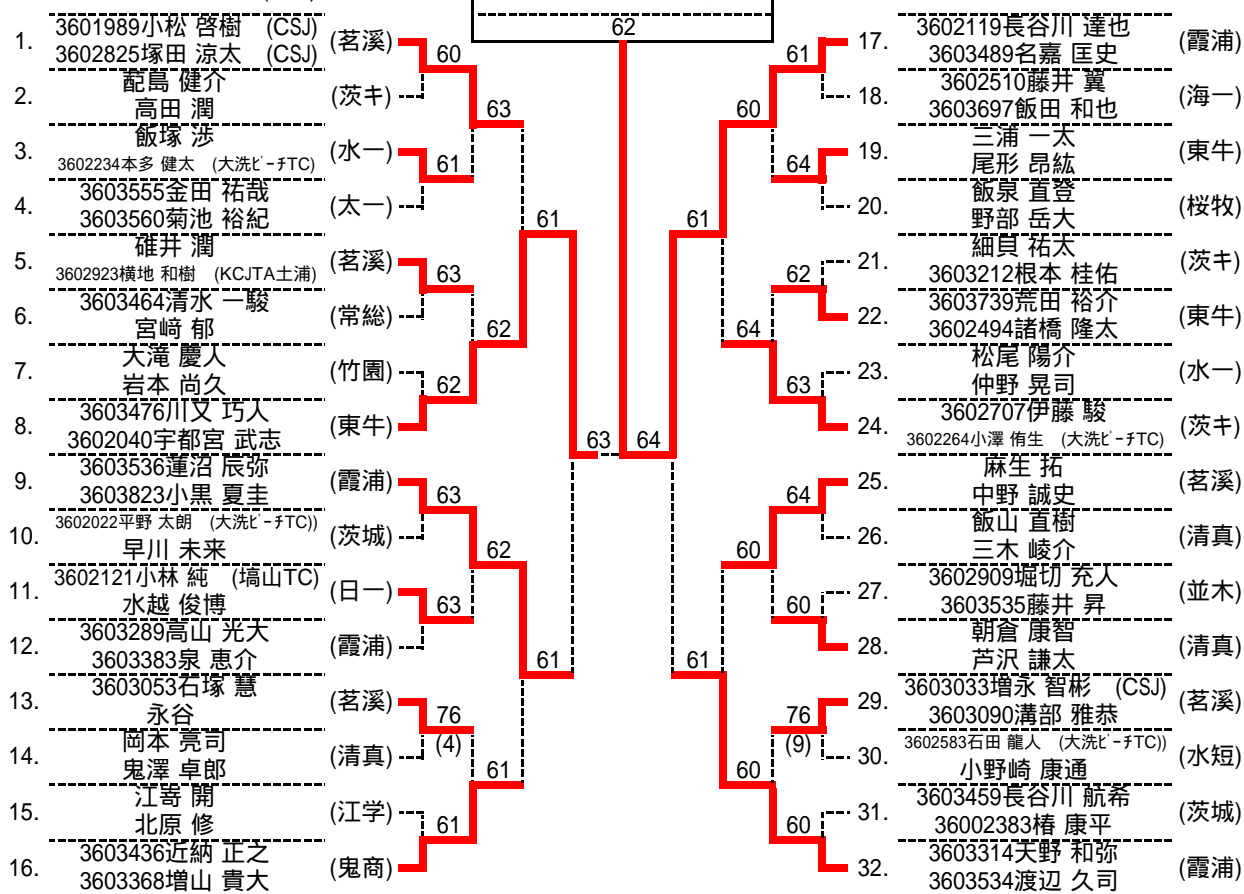 62
1. 3601989小松 啓樹 (CSJ) (茗溪)
3602825塚田 涼太 (CSJ)
2. 蓜島 健介 (茨キ)
高田 潤
3. 飯塚 渉 (水一)
3602234本多 健太 (大洗ﾋﾞｰﾁTC)
4. 3603555金田 祐哉 (太一)
3603560菊池 裕紀
5. 碓井 潤 (茗溪)
3602923横地 和樹 (KCJTA土浦)
6. 3603464清水 一駿 (常総)
宮﨑 郁
7. 大滝 慶人 (竹園)
岩本 尚久
8. 3603476川又 巧人 (東牛)
3602040宇都宮 武志
9. 3603536蓮沼 辰弥 (霞浦)
3603823小黒 夏圭
10. 3602022平野 太朗 (大洗ﾋﾞｰﾁTC)) (茨城)
早川 未来
11. 3602121小林 純 (塙山TC) (日一)
水越 俊博
12. 3603289高山 光大 (霞浦)
3603383泉 恵介
13. 3603053石塚 慧 (茗溪)
永谷
14. 岡本 亮司 (清真)
鬼澤 卓郎
15. 江嵜 開 (江学)
北原 修
16. 3603436近納 正之 (鬼商)
3603368増山 貴大
60
61
63
62
63
63
76
(4)
61
63
62
62
61
61
61
63
64
61
61
60
64
60
60
61
64
62
63
64
60
76
(9)
60
17. 3602119長谷川 達也 (霞浦)
3603489名嘉 匡史
18. 3602510藤井 翼 (海一)
3603697飯田 和也
19. 三浦 一太 (東牛)
尾形 昂紘
20. 飯泉 直登 (桜牧)
野部 岳大
21. 細貝 祐太 (茨キ)
3603212根本 桂佑
22. 3603739荒田 裕介 (東牛)
3602494諸橋 隆太
23. 松尾 陽介 (水一)
仲野 晃司
24. 3602707伊藤 駿 (茨キ)
3602264小澤 侑生 (大洗ﾋﾞｰﾁTC)
25. 麻生 拓 (茗溪)
中野 誠史
26. 飯山 直樹 (清真)
三木 崚介
27. 3602909堀切 充人 (並木)
3603535藤井 昇
28. 朝倉 康智 (清真)
芦沢 謙太
29. 3603033増永 智彬 (CSJ) (茗溪)
3603090溝部 雅恭
30. 3602583石田 龍人 (大洗ﾋﾞｰﾁTC)) (水短)
小野崎 康通
31. 3603459長谷川 航希 (茨城)
36002383椿 康平
32. 3603314天野 和弥 (霞浦)
3603534渡辺 久司